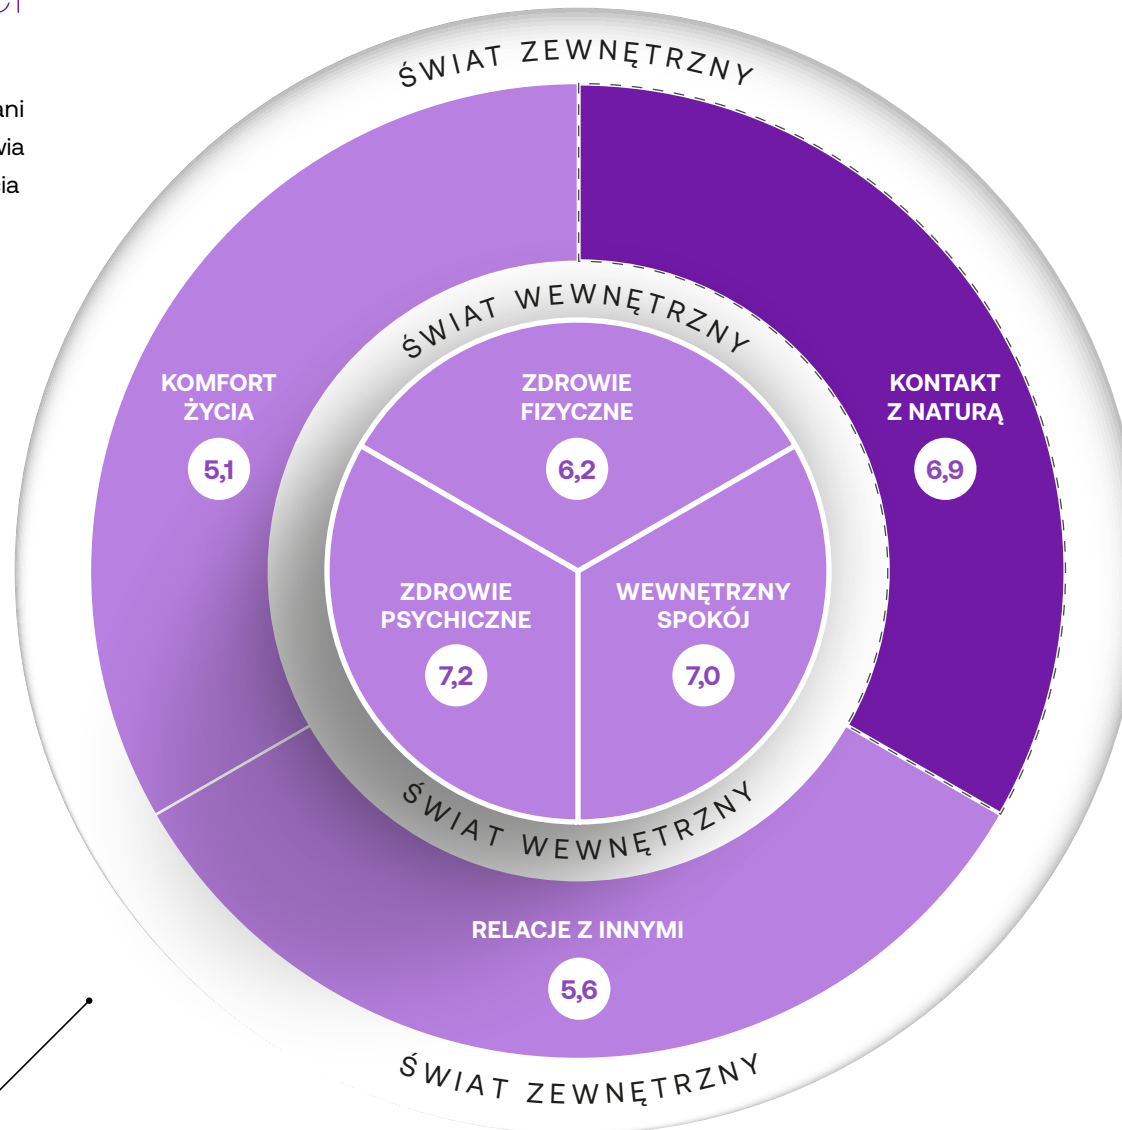 ŚWIAT ZEWNĘTRZNY
ŚWIAT WEWNĘTRZNY
KOMFORT
ŻYCIA
5,1
ZDROWIE
FIZYCZNE
6,2
KONTAKT
Z NATURĄ
6,9
ZDROWIE
PSYCHICZNE
7,2
WEWNĘTRZNY
SPOKÓJ
7,0
ŚWIAT WEWNĘTRZNY
RELACJE Z INNYMI
5,6
ŚWIAT ZEWNĘTRZNY